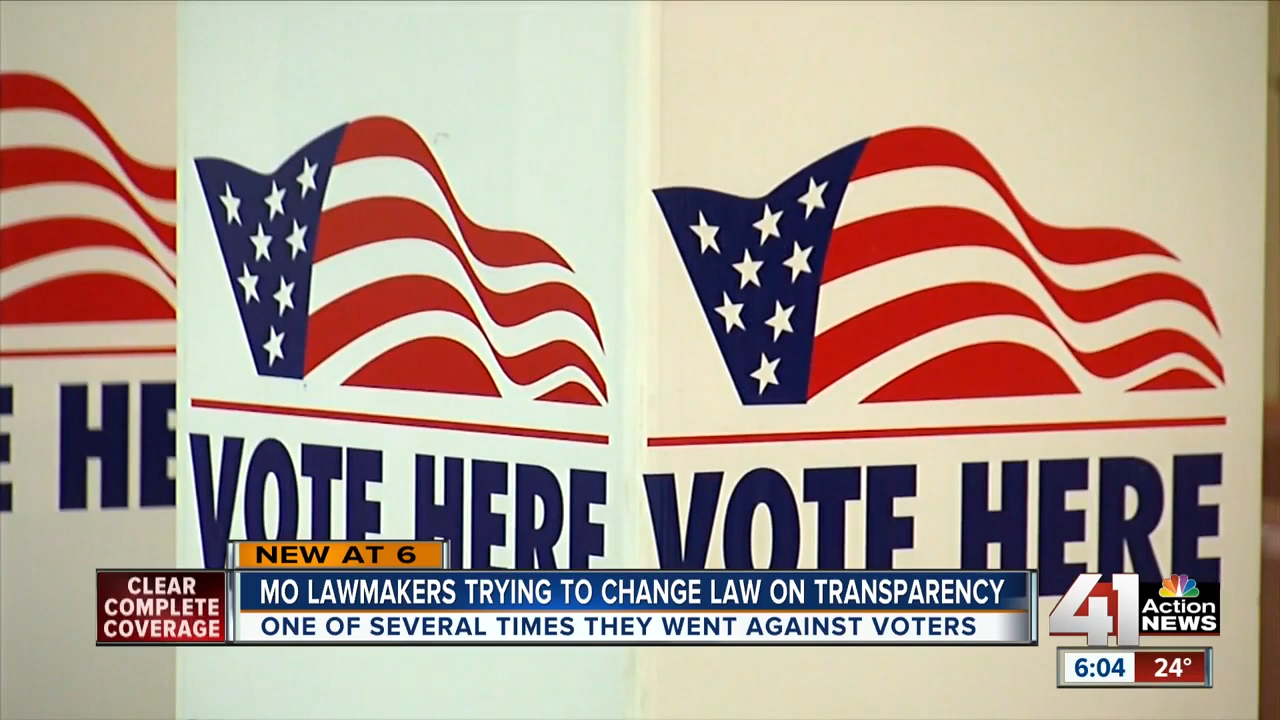 E HE
VOTE HERE
VOTE HERE
NEW AT 6
CLEAR
COMPLETE
COVERAGE
MO LAWMAKERS TRYING TO CHANGE LAW ON TRANSPARENCY
ONE OF SEVERAL TIMES THEY WENT AGAINST VOTERS
41
Action
NEWS
6:04 24°